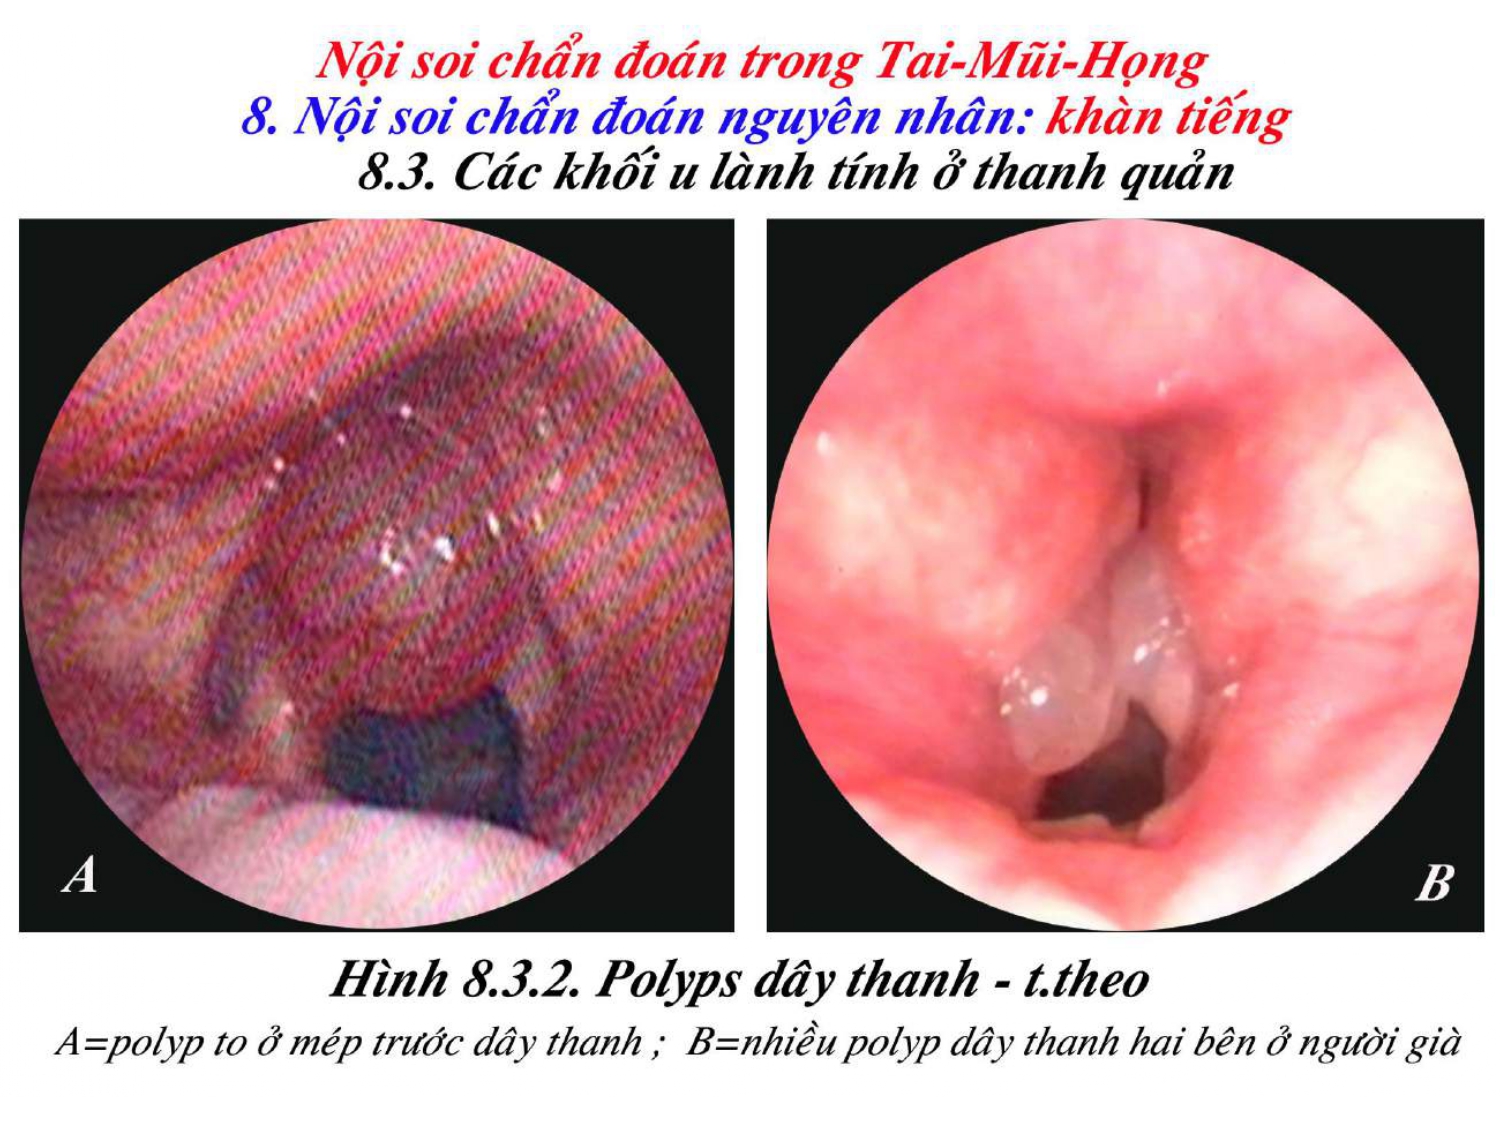 Nội soi chẩn đoán trong Tai-Mũi-Họng
8. Nội soi chẩn đoán nguyên nhân: khàn tiếng
8.3. Các khối u lành tính ở thanh quản
A
B
Hình 8.3.2. Polyps dây thanh - t.theo
A=polyp to ở mép trước dây thanh ; B=nhiều polyp dây thanh hai bên ở người già